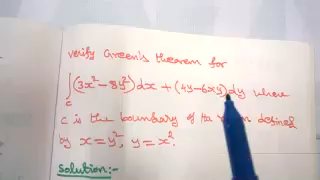 Verify Green's theorem for
∫c (3x²-8y²)dx + (4y-6xy)dy where
c is the boundary of the defined
by x=y², y=x².
Solution:-